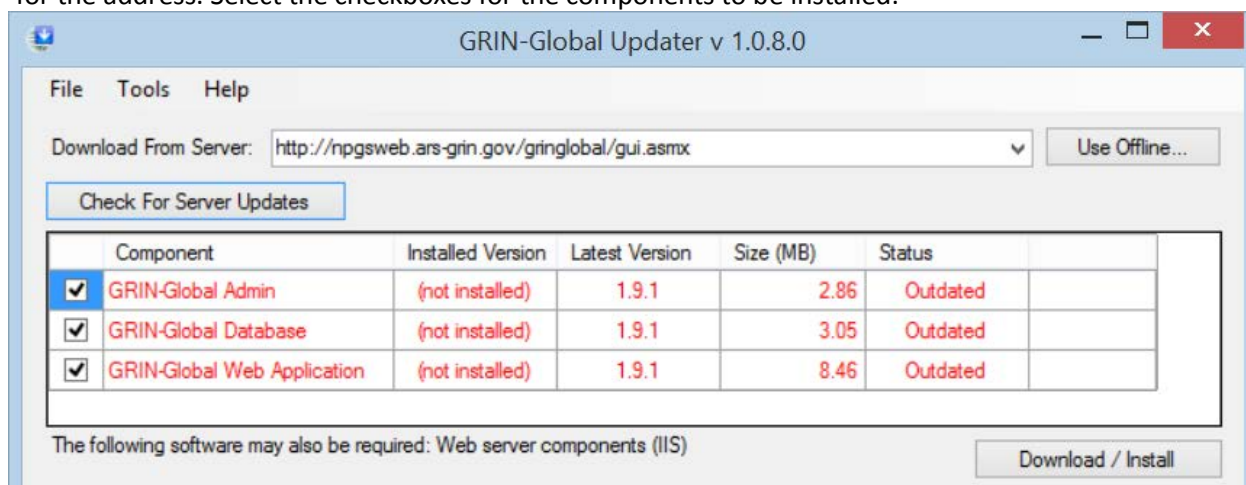 for the address. Select the checkboxes for the components to be installed.
GRIN-Global Updater v 1.0.8.0
File Tools Help
Download From Server: http://npgsweb.ars-grin.gov/gringlobal/gui.asmx Use Offline...
Check For Server Updates
Component Installed Version Latest Version Size (MB) Status
GRIN-Global Admin (not installed) 1.9.1 2.86 Outdated
GRIN-Global Database (not installed) 1.9.1 3.05 Outdated
GRIN-Global Web Application (not installed) 1.9.1 8.46 Outdated
The following software may also be required: Web server components (IIS)
Download / Install